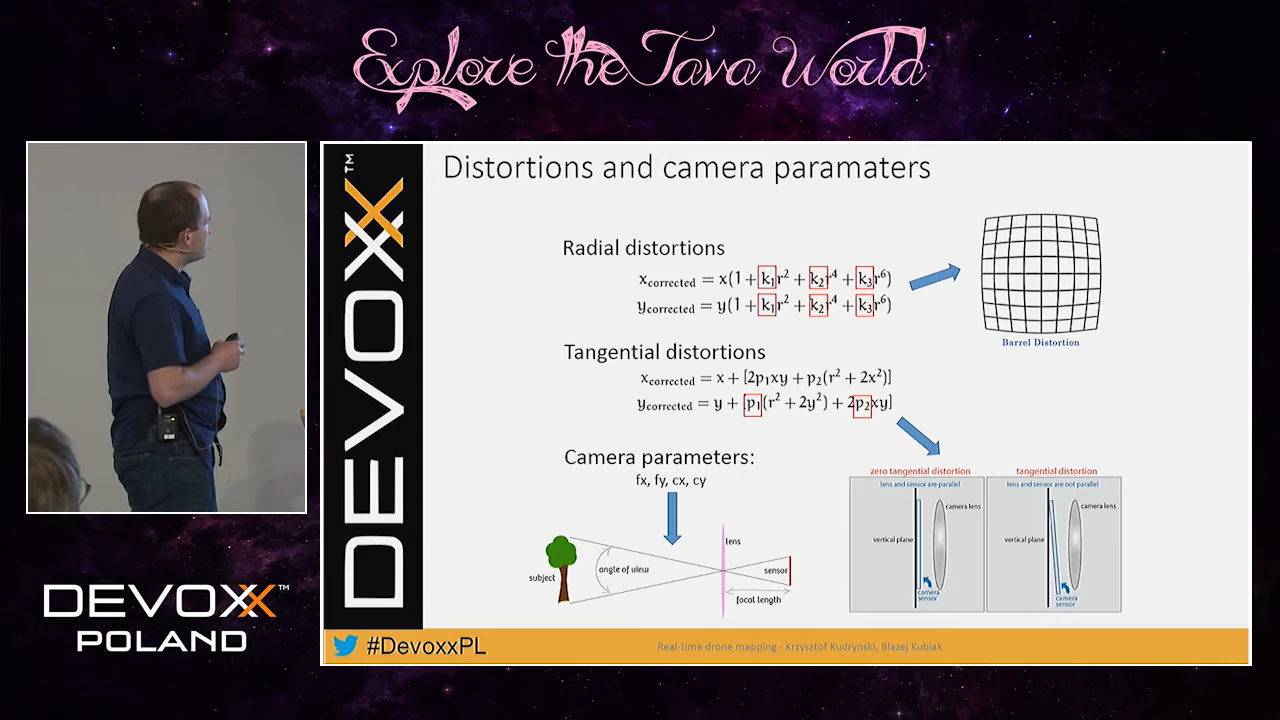 Explore the Java World
DEVOXX™
Distortions and camera paramaters
Radial distortions
x_corrected = x(1 + k₁r² + k₂r⁴ + k₃r⁶)
y_corrected = y(1 + k₁r² + k₂r⁴ + k₃r⁶)
Barrel Distortion
Tangential distortions
x_corrected = x + [2p₁xy + p₂(r² + 2x²)]
y_corrected = y + [p₁(r² + 2y²) + 2p₂xy]
Camera parameters:
fx, fy, cx, cy
subject
angle of view
lens
sensor
focal length
zero tangential distortion
lens and sensor are parallel
camera lens
vertical plane
camera
sensor
tangential distortion
lens and sensor are not parallel
camera lens
vertical plane
camera
sensor
DEVOXX™
POLAND
#DevoxxPL
Real-time drone mapping - Krzysztof Kudrynski, Blazej Kubiak